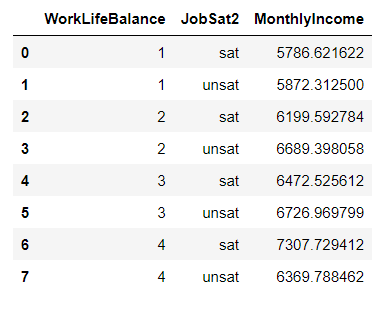 WorkLifeBalance JobSat2 MonthlyIncome
0 1 sat 5786.621622
1 1 unsat 5872.312500
2 2 sat 6199.592784
3 2 unsat 6689.398058
4 3 sat 6472.525612
5 3 unsat 6726.969799
6 4 sat 7307.729412
7 4 unsat 6369.788462